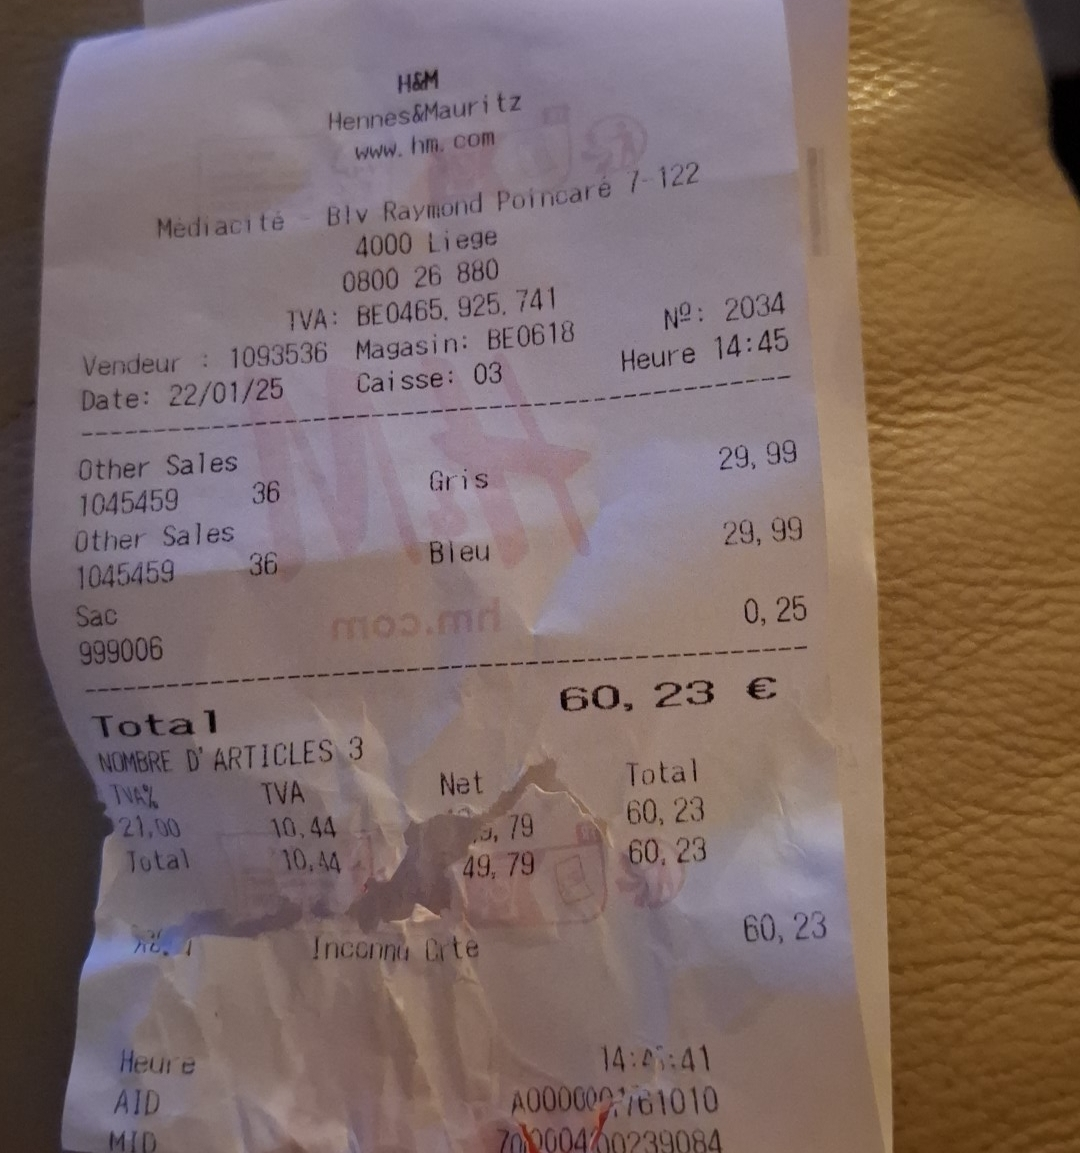 H&M
Hennes&Mauritz
www.hm.com
Médiacité - Blv Raymond Poincaré 7-122
4000 Liege
0800 26 880
TVA: BE0465.925.741
Nº: 2034
Vendeur : 1093536 Magasin: BE0618
Date: 22/01/25 Caisse: 03 Heure 14:45
Other Sales 29,99
1045459 36 Gris
Other Sales 29,99
1045459 36 Bleu
Sac 0,25
999006
hm.com
Total 60,23 €
NOMBRE D'ARTICLES 3
TVA% TVA Net Total
21,00 10,44 60,23
Total 10,44 49,79 60,23
Inconnu Crte 60,23
Heure
AID
MID